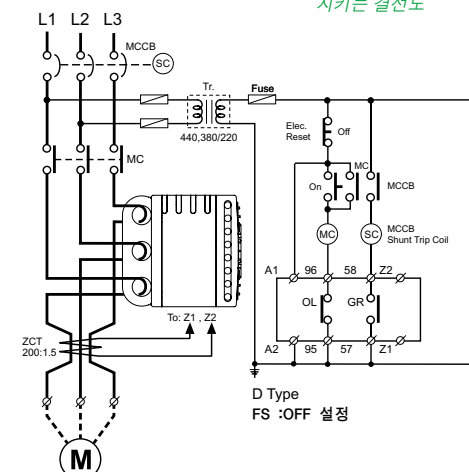 지키는 결선도
L1 L2 L3
MCCB
SC
Tr.
Fuse
440,380/220
Elec.
Reset
Off
MC
MC
On
MCCB
MC
SC
MCCB
Shunt Trip Coil
A1 96 58 Z2
OL GR
A2 95 57 Z1
To: Z1 , Z2
ZCT
200:1.5
D Type
FS :OFF 설정
M